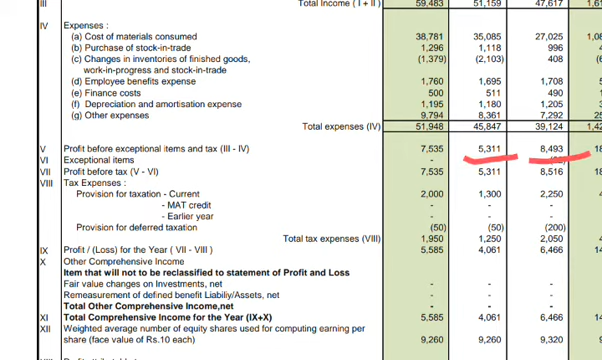 III Total Income ( I + II ) 59,483 51,159 47,617
IV Expenses :
(a) Cost of materials consumed 38,781 35,085 27,025
(b) Purchase of stock-in-trade 1,296 1,118 996
(c) Changes in inventories of finished goods, (1,379) (2,103) 408
work-in-progress and stock-in-trade
(d) Employee benefits expense 1,760 1,695 1,708
(e) Finance costs 500 511 490
(f) Depreciation and amortisation expense 1,195 1,180 1,205
(g) Other expenses 9,794 8,361 7,292
Total expenses (IV) 51,948 45,847 39,124
V Profit before exceptional items and tax (III - IV) 7,535 5,311 8,493
VI Exceptional items -
VII Profit before tax (V - VI) 7,535 5,311 8,516
VIII Tax Expenses :
Provision for taxation - Current 2,000 1,300 2,250
- MAT credit - - -
- Earlier year - - -
Provision for deferred taxation (50) (50) (200)
Total tax expenses (VIII) 1,950 1,250 2,050
IX Profit / (Loss) for the Year ( VII - VIII ) 5,585 4,061 6,466
X Other Comprehensive Income
Item that will not to be reclassified to statement of Profit and Loss
Fair value changes on Investments, net - - -
Remeasurement of defined benefit Liabiliy/Assets, net - - -
Total Other Comprehensive Income,net - - -
XI Total Comprehensive Income for the Year (IX+X) 5,585 4,061 6,466
XII Weighted average number of equity shares used for computing earning per
share (face value of Rs.10 each) 9,260 9,260 9,320